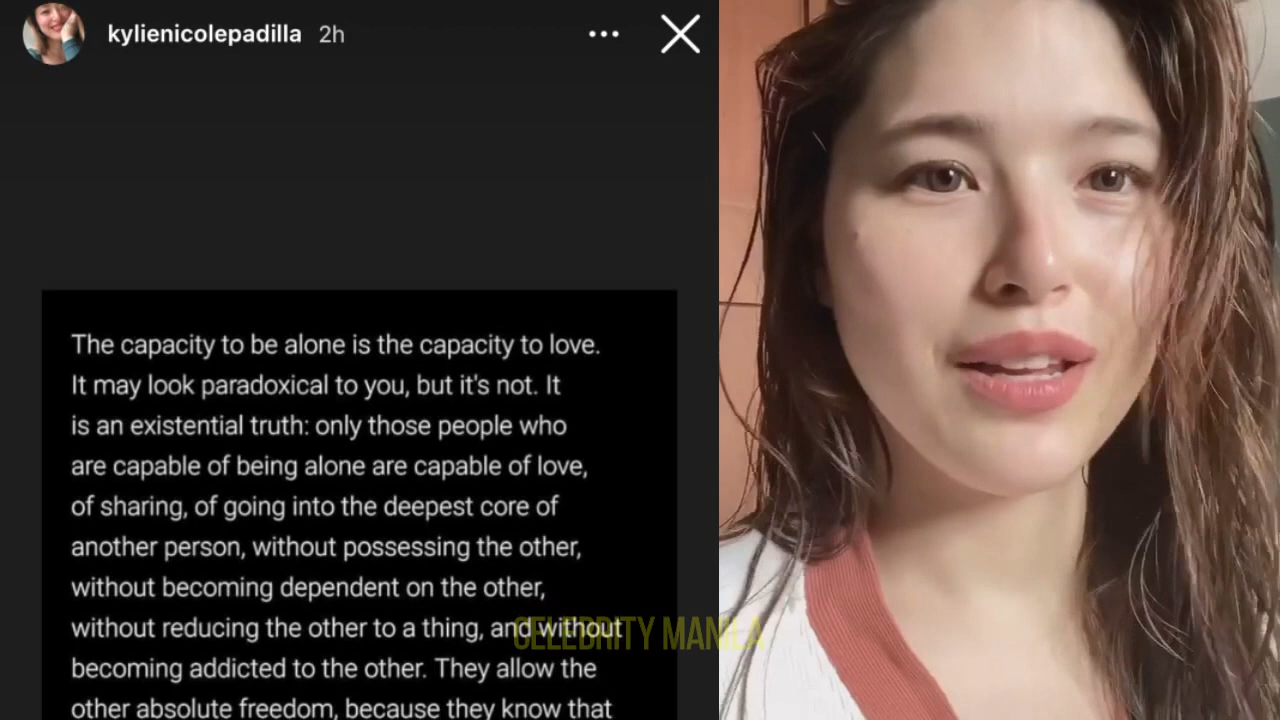 kylienicolepadilla 2h
The capacity to be alone is the capacity to love.
It may look paradoxical to you, but it's not. It
is an existential truth: only those people who
are capable of being alone are capable of love,
of sharing, of going into the deepest core of
another person, without possessing the other,
without becoming dependent on the other,
without reducing the other to a thing, and without
becoming addicted to the other. They allow the
other absolute freedom, because they know that
CELEBRITY MANILA